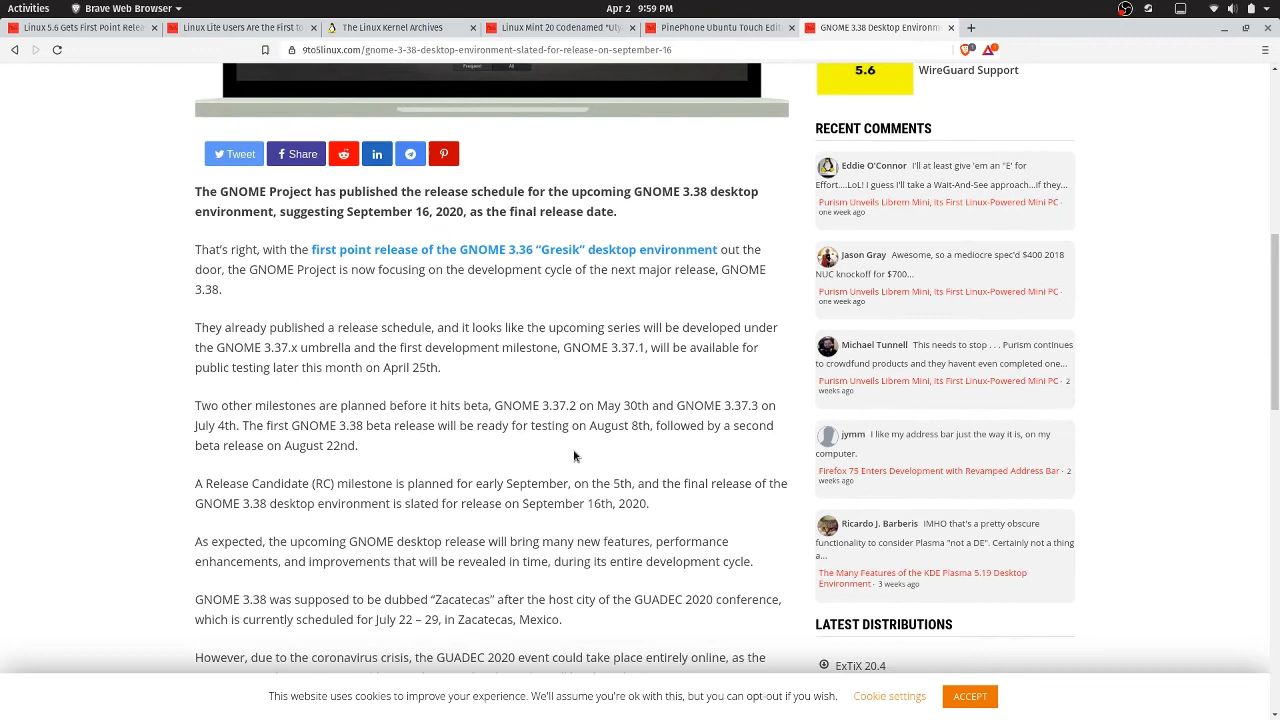 Activities
Brave Web Browser
Apr 2 9:59 PM
Linux 5.6 Gets First Point Relea
Linux Lite Users Are the First to
The Linux Kernel Archives
Linux Mint 20 Codenamed "Uly
PinePhone Ubuntu Touch Editi
GNOME 3.38 Desktop Environm
9to5linux.com/gnome-3-38-desktop-environment-slated-for-release-on-september-16
Frequent All
Tweet
Share
The GNOME Project has published the release schedule for the upcoming GNOME 3.38 desktop
environment, suggesting September 16, 2020, as the final release date.
That's right, with the first point release of the GNOME 3.36 “Gresik” desktop environment out the
door, the GNOME Project is now focusing on the development cycle of the next major release, GNOME
3.38.
They already published a release schedule, and it looks like the upcoming series will be developed under
the GNOME 3.37.x umbrella and the first development milestone, GNOME 3.37.1, will be available for
public testing later this month on April 25th.
Two other milestones are planned before it hits beta, GNOME 3.37.2 on May 30th and GNOME 3.37.3 on
July 4th. The first GNOME 3.38 beta release will be ready for testing on August 8th, followed by a second
beta release on August 22nd.
A Release Candidate (RC) milestone is planned for early September, on the 5th, and the final release of the
GNOME 3.38 desktop environment is slated for release on September 16th, 2020.
As expected, the upcoming GNOME desktop release will bring many new features, performance
enhancements, and improvements that will be revealed in time, during its entire development cycle.
GNOME 3.38 was supposed to be dubbed “Zacatecas” after the host city of the GUADEC 2020 conference,
which is currently scheduled for July 22 – 29, in Zacatecas, Mexico.
However, due to the coronavirus crisis, the GUADEC 2020 event could take place entirely online, as the
5.6
WireGuard Support
RECENT COMMENTS
Eddie O'Connor I'll at least give 'em an "E' for
Effort....LoL! I guess I'll take a Wait-And-See approach...if they...
Purism Unveils Librem Mini, Its First Linux-Powered Mini PC ·
one week ago
Jason Gray Awesome, so a mediocre spec'd $400 2018
NUC knockoff for $700...
Purism Unveils Librem Mini, Its First Linux-Powered Mini PC ·
one week ago
Michael Tunnell This needs to stop . . . Purism continues
to crowdfund products and they havent even completed one...
Purism Unveils Librem Mini, Its First Linux-Powered Mini PC · 2
weeks ago
jymm I like my address bar just the way it is, on my
computer.
Firefox 75 Enters Development with Revamped Address Bar · 2
weeks ago
Ricardo J. Barberis IMHO that's a pretty obscure
functionality to consider Plasma "not a DE". Certainly not a thing
a...
The Many Features of the KDE Plasma 5.19 Desktop
Environment · 3 weeks ago
LATEST DISTRIBUTIONS
ExTiX 20.4
This website uses cookies to improve your experience. We'll assume you're ok with this, but you can opt-out if you wish. Cookie settings ACCEPT